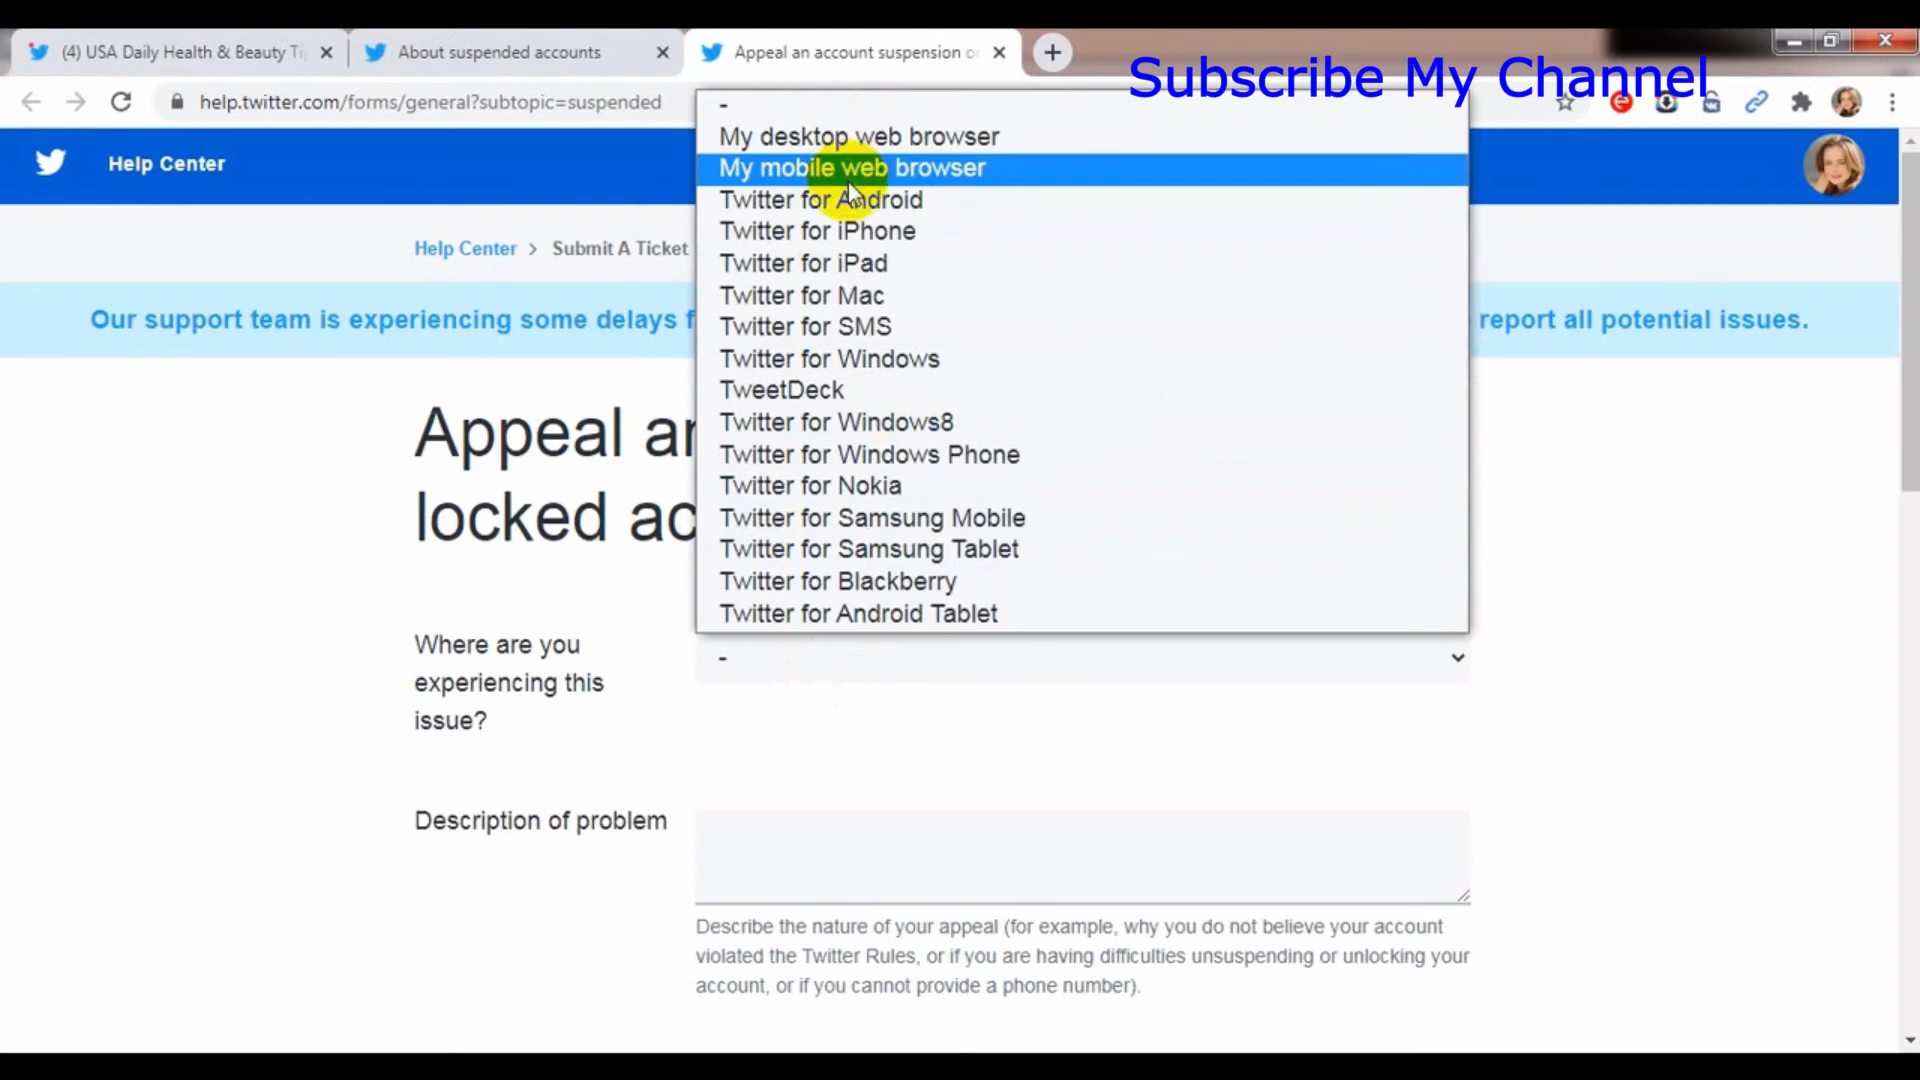 (4) USA Daily Health & Beauty Ti
About suspended accounts
Appeal an account suspension o
Subscribe My Channel
help.twitter.com/forms/general?subtopic=suspended
-
My desktop web browser
My mobile web browser
Twitter for Android
Twitter for iPhone
Twitter for iPad
Twitter for Mac
Twitter for SMS
Twitter for Windows
TweetDeck
Twitter for Windows8
Twitter for Windows Phone
Twitter for Nokia
Twitter for Samsung Mobile
Twitter for Samsung Tablet
Twitter for Blackberry
Twitter for Android Tablet
Help Center
Help Center > Submit A Ticket
Our support team is experiencing some delays f
report all potential issues.
Appeal an
locked ac
Where are you
experiencing this
issue?
-
Description of problem
Describe the nature of your appeal (for example, why you do not believe your account
violated the Twitter Rules, or if you are having difficulties unsuspending or unlocking your
account, or if you cannot provide a phone number).